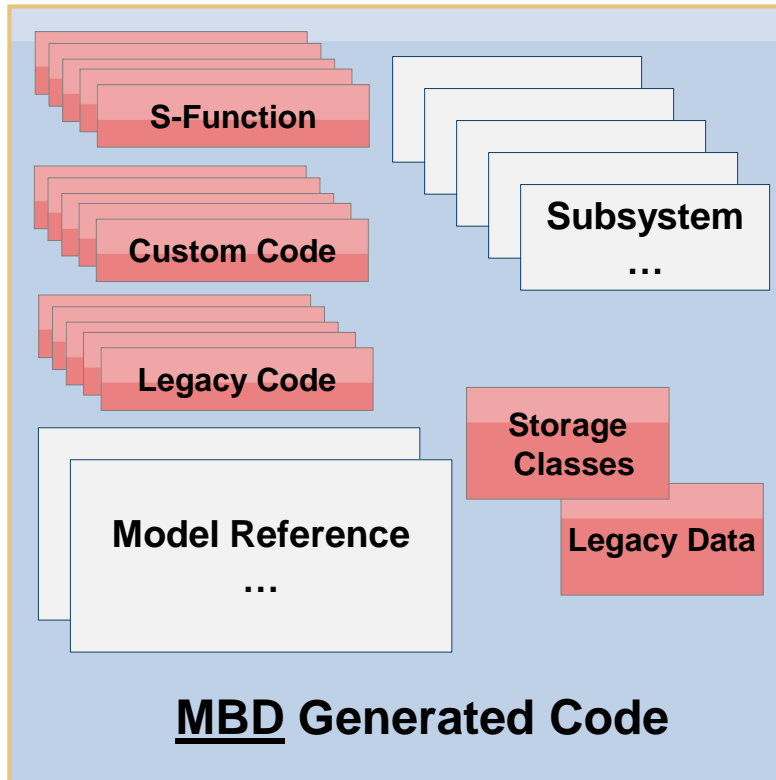 S-Function
Custom Code
Legacy Code
Subsystem
...
Storage
Classes
Legacy Data
Model Reference
...
MBD Generated Code